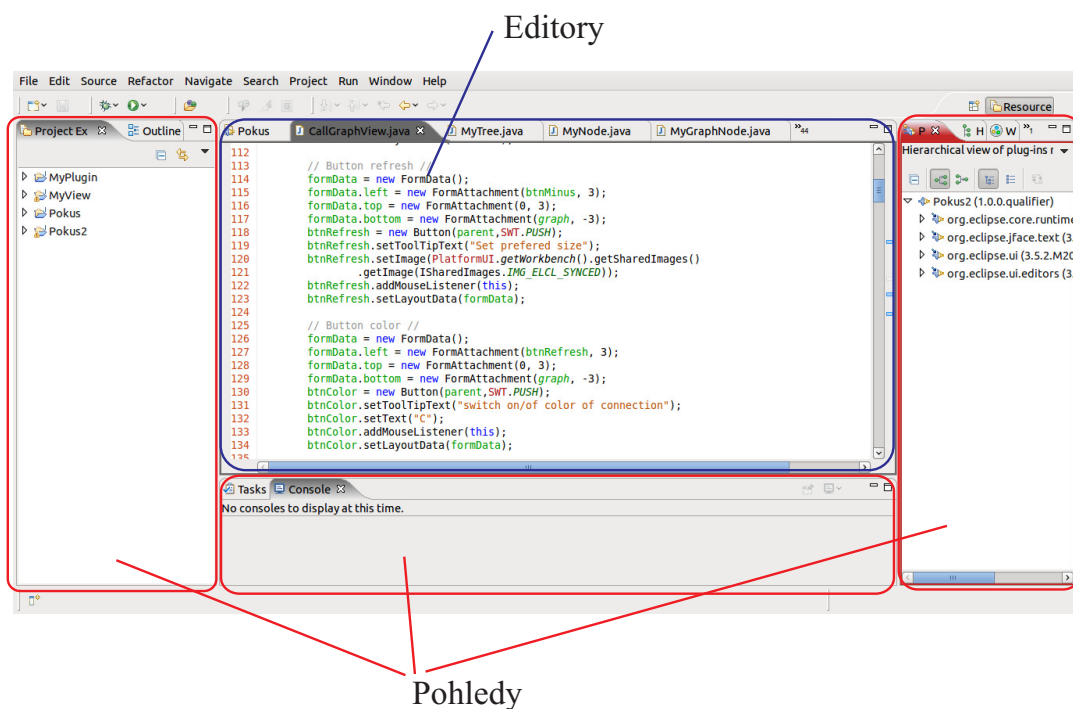 Editory
File Edit Source Refactor Navigate Search Project Run Window Help
Resource
Project Ex Outline
Pokus CallGraphView.java MyTree.java MyNode.java MyGraphNode.java »44
P H W »1
Hierarchical view of plug-ins r
MyPlugin
MyView
Pokus
Pokus2
112
113 // Button refresh //
114 formData = new FormData();
115 formData.left = new FormAttachment(btnMinus, 3);
116 formData.top = new FormAttachment(0, 3);
117 formData.bottom = new FormAttachment(graph, -3);
118 btnRefresh = new Button(parent,SWT.PUSH);
119 btnRefresh.setToolTipText("Set prefered size");
120 btnRefresh.setImage(PlatformUI.getWorkbench().getSharedImages()
121 .getImage(ISharedImages.IMG_ELCL_SYNCED));
122 btnRefresh.addMouseListener(this);
123 btnRefresh.setLayoutData(formData);
124
125 // Button color //
126 formData = new FormData();
127 formData.left = new FormAttachment(btnRefresh, 3);
128 formData.top = new FormAttachment(0, 3);
129 formData.bottom = new FormAttachment(graph, -3);
130 btnColor = new Button(parent,SWT.PUSH);
131 btnColor.setToolTipText("switch on/of color of connection");
132 btnColor.setText("C");
133 btnColor.addMouseListener(this);
134 btnColor.setLayoutData(formData);
135
Pokus2 (1.0.0.qualifier)
org.eclipse.core.runtime
org.eclipse.jface.text (3.
org.eclipse.ui (3.5.2.M20
org.eclipse.ui.editors (3.
Tasks Console
No consoles to display at this time.
Pohledy